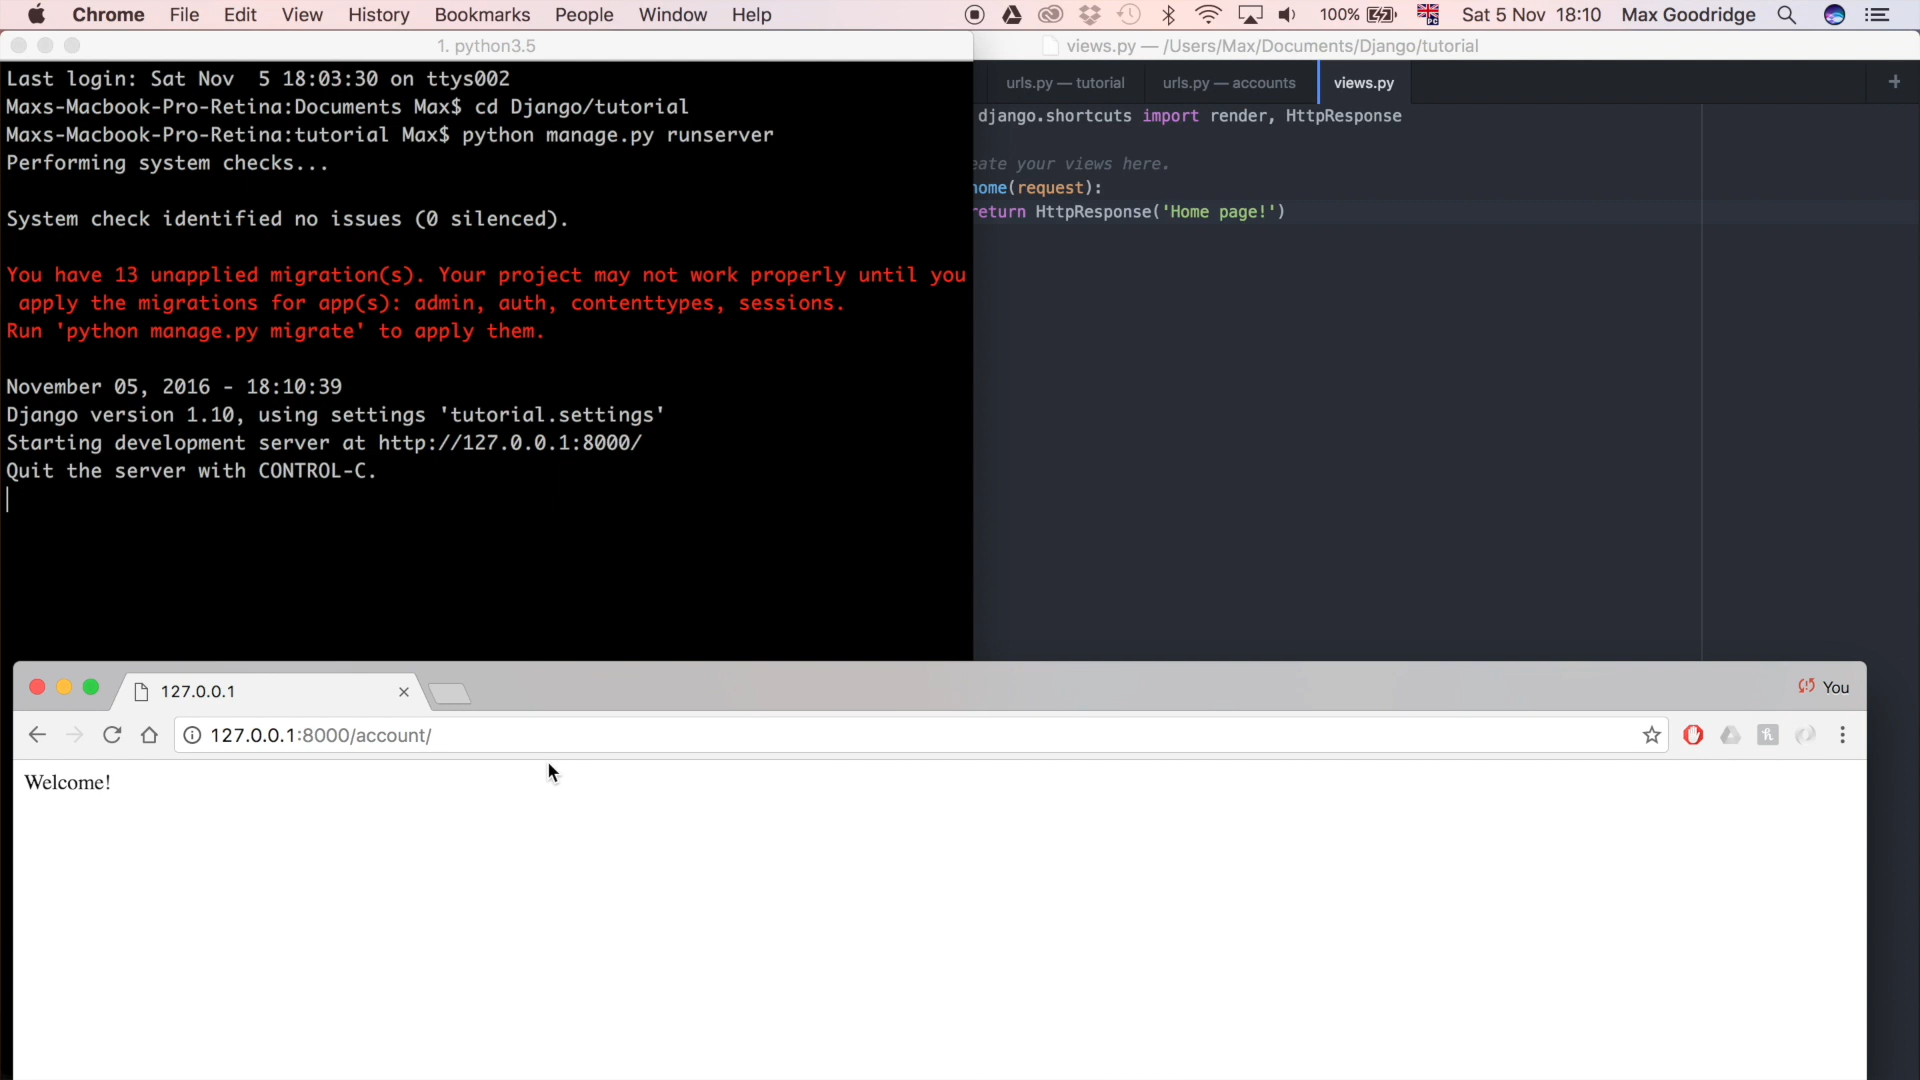 Chrome File Edit View History Bookmarks People Window Help 100% Sat 5 Nov 18:10 Max Goodridge
1. python3.5
Last login: Sat Nov  5 18:03:30 on ttys002
Maxs-Macbook-Pro-Retina:Documents Max$ cd Django/tutorial
Maxs-Macbook-Pro-Retina:tutorial Max$ python manage.py runserver
Performing system checks...
System check identified no issues (0 silenced).
You have 13 unapplied migration(s). Your project may not work properly until you
apply the migrations for app(s): admin, auth, contenttypes, sessions.
Run 'python manage.py migrate' to apply them.
November 05, 2016 - 18:10:39
Django version 1.10, using settings 'tutorial.settings'
Starting development server at http://127.0.0.1:8000/
Quit the server with CONTROL-C.
views.py — /Users/Max/Documents/Django/tutorial
urls.py — tutorial urls.py — accounts views.py +
django.shortcuts import render, HttpResponse
eate your views here.
home(request):
return HttpResponse('Home page!')
127.0.0.1 You
127.0.0.1:8000/account/
Welcome!